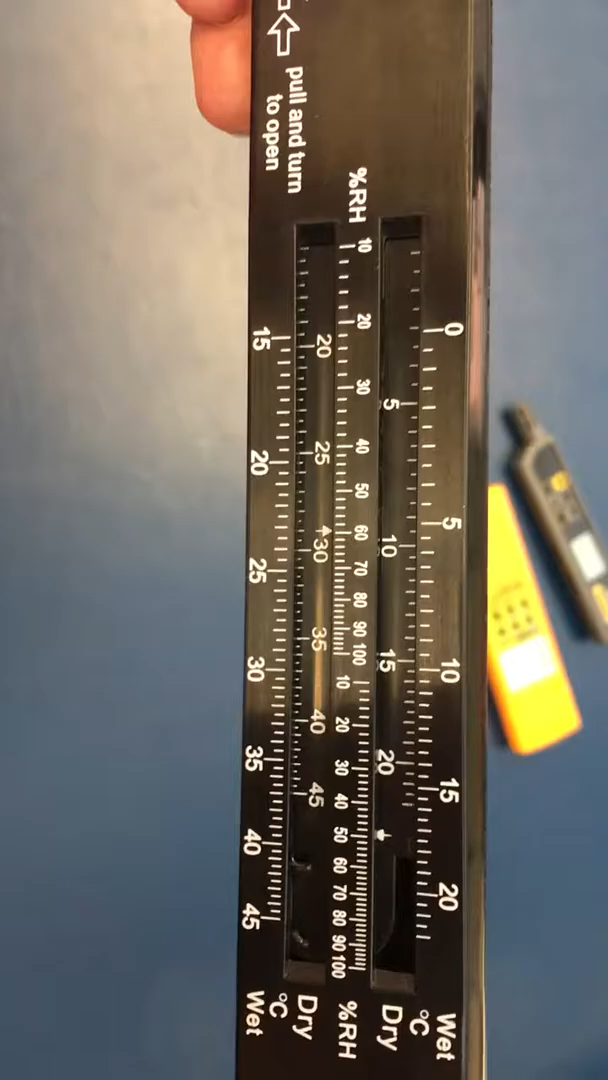 pull and turn
to open
Wet 0 5 10 15 20
°C
Dry 5 10 15 20
%RH 10 20 30 40 50 60 70 80 90 100
10 20 30 40 50 60 70 80 90 100 %RH
20 25 30 35 40 45 Dry
°C
15 20 25 30 35 40 45 Wet